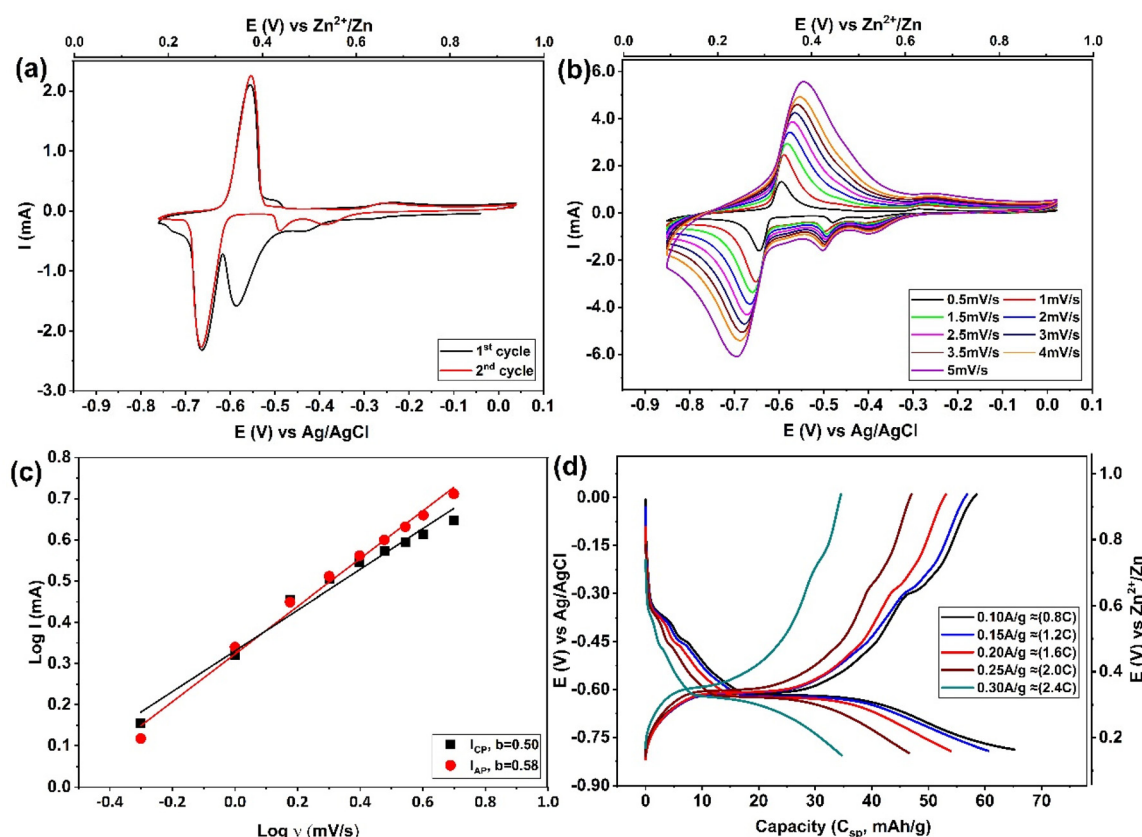 E (V) vs Zn2+/Zn
0.0 0.2 0.4 0.6 0.8 1.0
(a)
2.0
1.0
0.0
-1.0
-2.0
-3.0
I (mA)
1st cycle
2nd cycle
-0.9 -0.8 -0.7 -0.6 -0.5 -0.4 -0.3 -0.2 -0.1 0.0 0.1
E (V) vs Ag/AgCl
E (V) vs Zn2+/Zn
0.0 0.2 0.4 0.6 0.8 1.0
(b)
6.0
4.0
2.0
0.0
-2.0
-4.0
-6.0
I (mA)
0.5mV/s 1mV/s
1.5mV/s 2mV/s
2.5mV/s 3mV/s
3.5mV/s 4mV/s
5mV/s
-0.9 -0.8 -0.7 -0.6 -0.5 -0.4 -0.3 -0.2 -0.1 0.0 0.1
E (V) vs Ag/AgCl
(c)
0.8
0.7
0.6
0.5
0.4
0.3
0.2
0.1
0.0
Log I (mA)
ICP, b=0.50
IAP, b=0.58
-0.4 -0.2 0.0 0.2 0.4 0.6 0.8 1.0
Log ν (mV/s)
(d)
0.00
-0.15
-0.30
-0.45
-0.60
-0.75
-0.90
E (V) vs Ag/AgCl
0.10A/g ≈(0.8C)
0.15A/g ≈(1.2C)
0.20A/g ≈(1.6C)
0.25A/g ≈(2.0C)
0.30A/g ≈(2.4C)
1.0
0.8
0.6
0.4
0.2
0.1
E (V) vs Zn2+/Zn
0 10 20 30 40 50 60 70
Capacity (Csp, mAh/g)